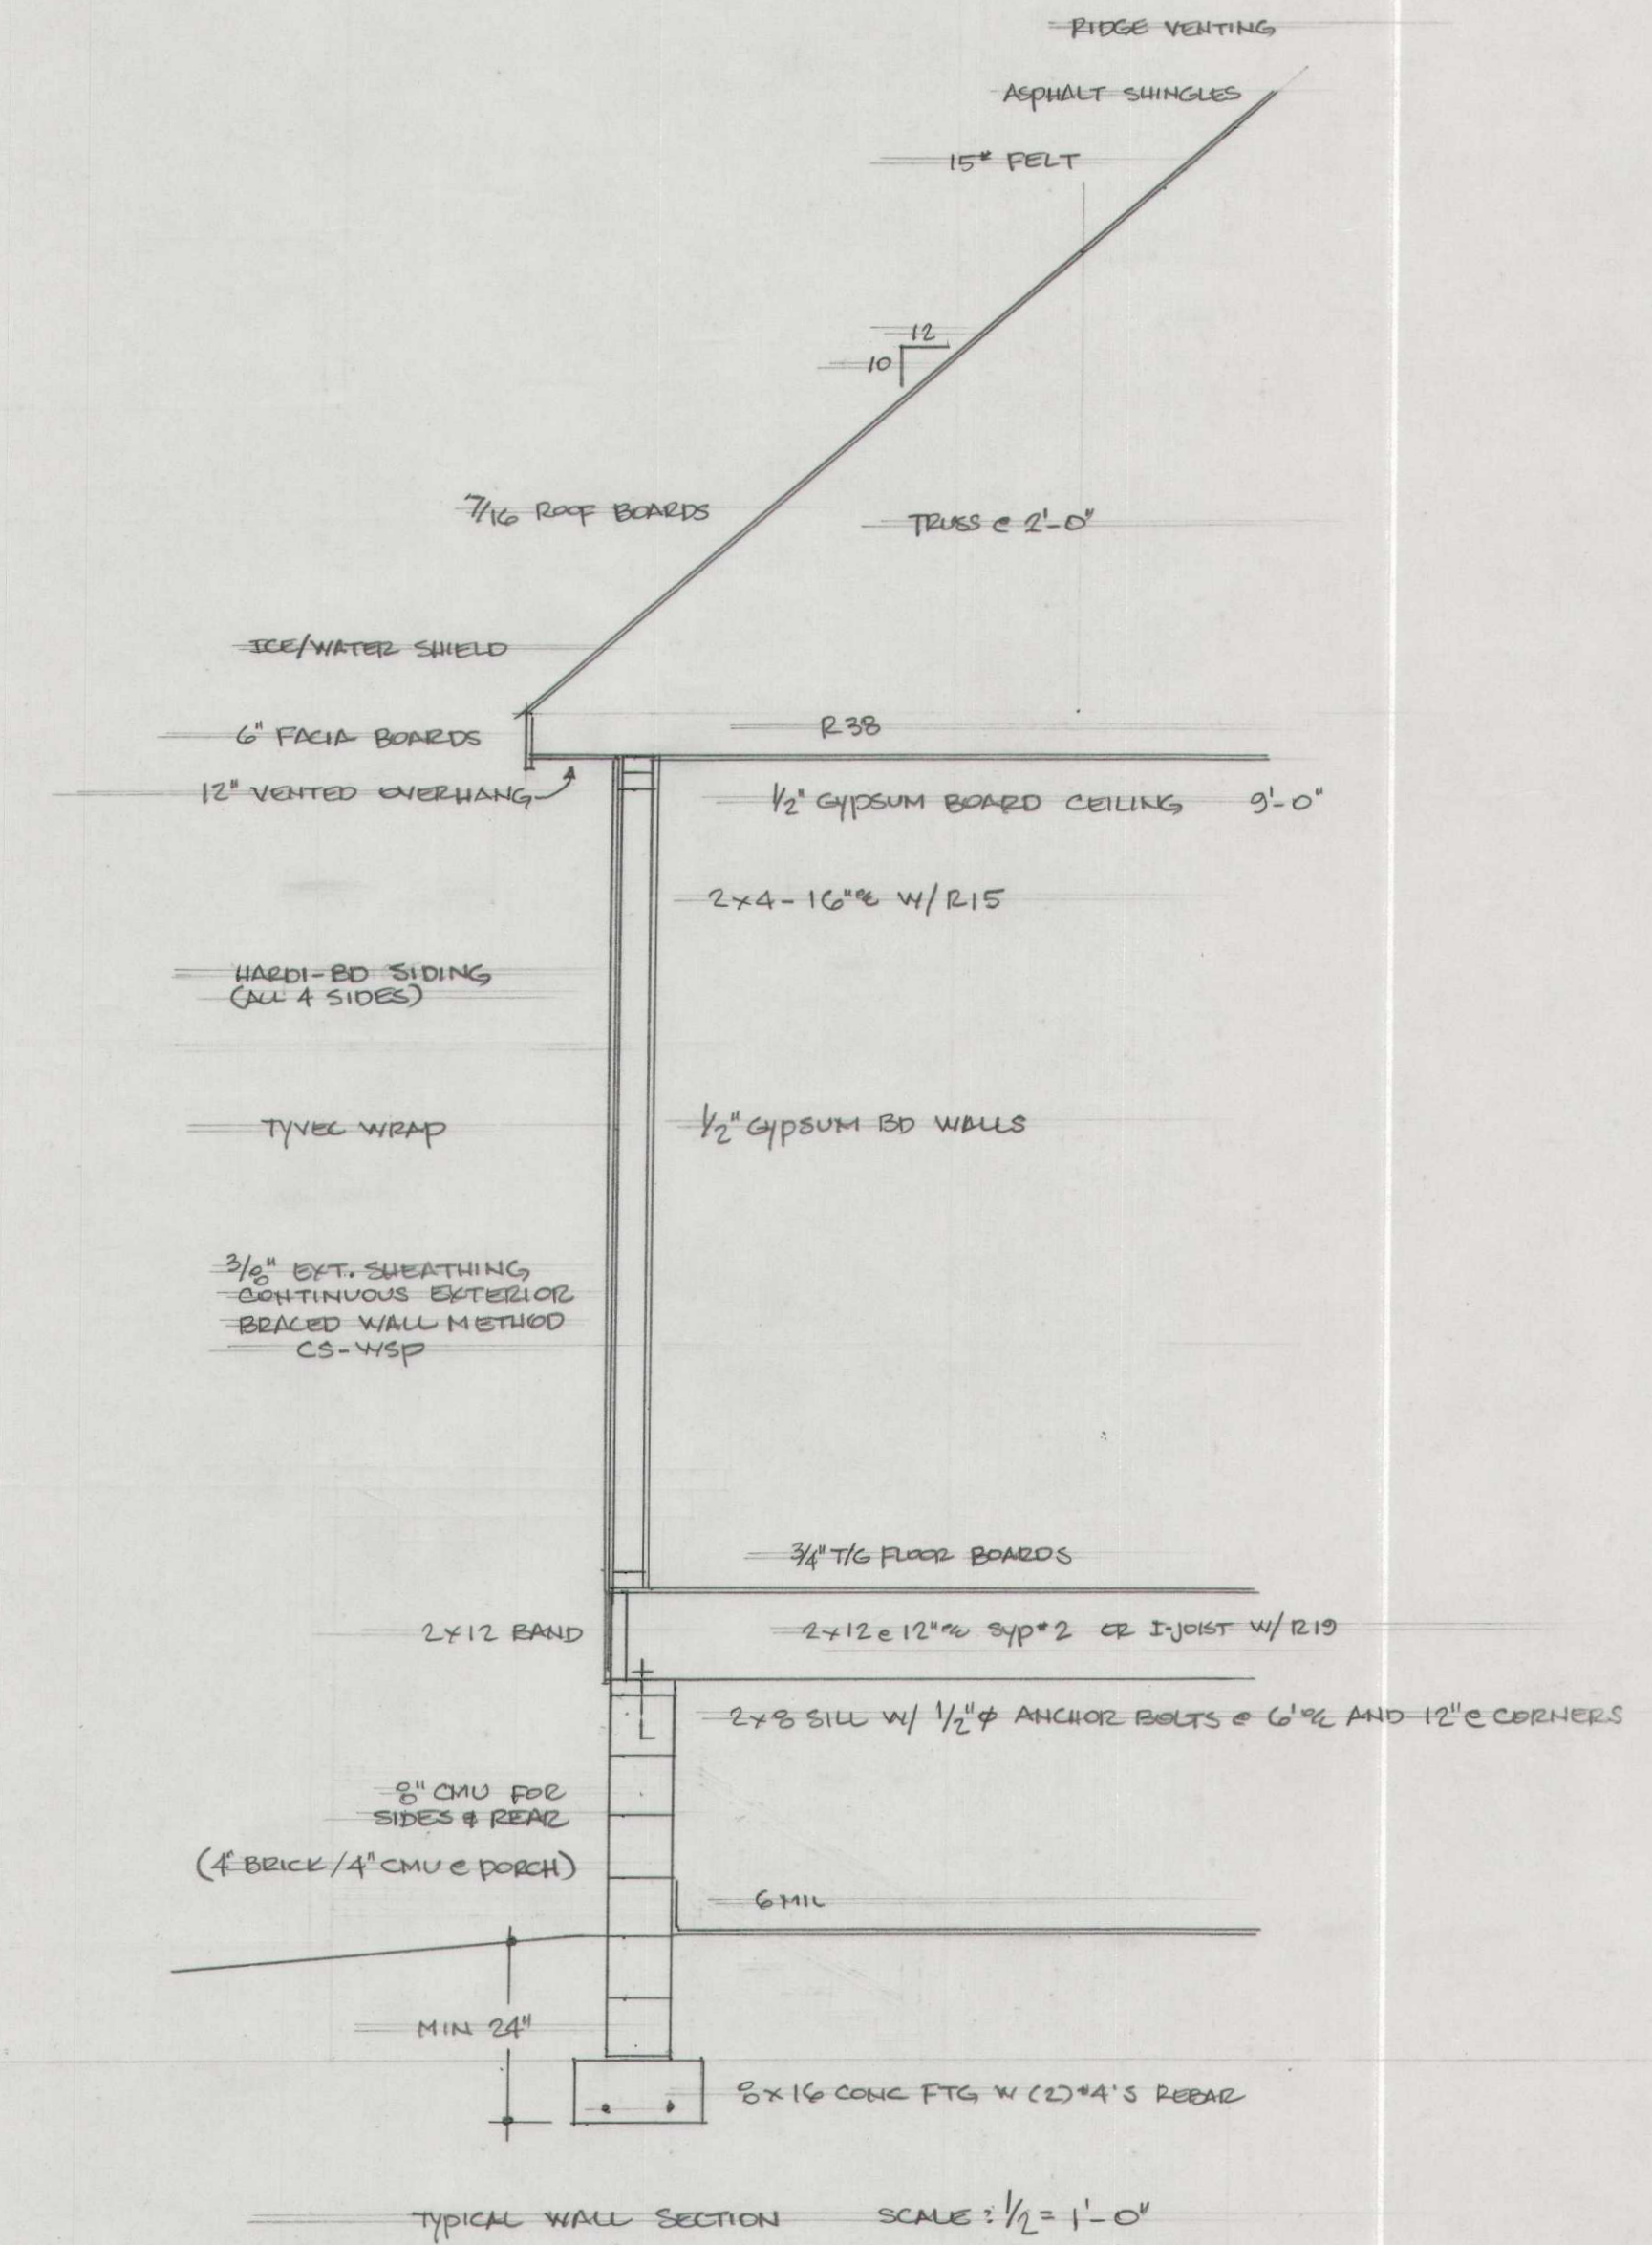 RIDGE VENTING
ASPHALT SHINGLES
15# FELT
12
10
7/16 ROOF BOARDS
TRUSS @ 2'-0"
ICE/WATER SHIELD
6" FACIA BOARDS
R38
12" VENTED OVERHANG
1/2" GYPSUM BOARD CEILING 9'-0"
2x4-16"OC W/R15
HARDI-BD SIDING
(ALL 4 SIDES)
TYVEC WRAP
1/2" GYPSUM BD WALLS
3/8" EXT. SHEATHING
CONTINUOUS EXTERIOR
BRACED WALL METHOD
CS-WSP
3/4" T/G FLOOR BOARDS
2x12 BAND
2x12 @ 12"OC SYP#2 OR I-JOIST W/R19
2x8 SILL W/ 1/2"φ ANCHOR BOLTS @ 6'OC AND 12" @ CORNERS
8" CMU FOR
SIDES & REAR
(4" BRICK/4" CMU @ PORCH)
6 MIL
MIN 24"
8x16 CONC FTG W (2)#4'S REBAR
TYPICAL WALL SECTION SCALE: 1/2 = 1'-0"